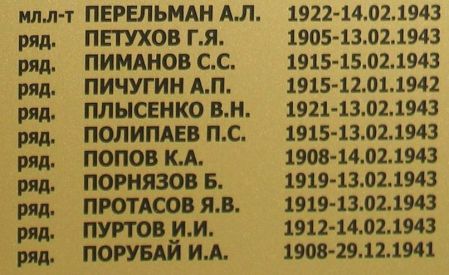 мл.л-т ПЕРЕЛЬМАН А.Л. 1922-14.02.1943
ряд. ПЕТУХОВ Г.Я. 1905-13.02.1943
ряд. ПИМАНОВ С.С. 1915-15.02.1943
ряд. ПИЧУГИН А.П. 1915-12.01.1942
ряд. ПЛЫСЕНКО В.Н. 1921-13.02.1943
ряд. ПОЛИПАЕВ П.С. 1915-13.02.1943
ряд. ПОПОВ К.А. 1908-14.02.1943
ряд. ПОРНЯЗОВ Б. 1919-13.02.1943
ряд. ПРОТАСОВ Я.В. 1919-13.02.1943
ряд. ПУРТОВ И.И. 1912-14.02.1943
ряд. ПОРУБАЙ И.А. 1908-29.12.1941